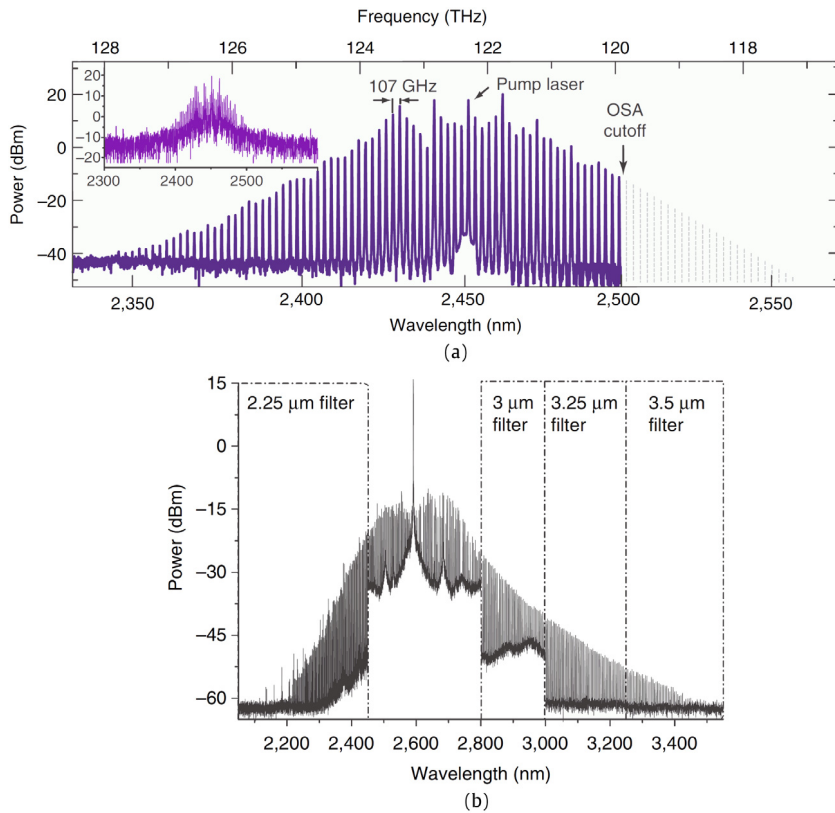 Frequency (THz)
128 126 124 122 120 118
20
0
−20
−40
Power (dBm)
20
10
0
−10
−20
2300 2400 2500
107 GHz
Pump laser
OSA
cutoff
2,350 2,400 2,450 2,500 2,550
Wavelength (nm)
(a)
15
0
−15
−30
−45
−60
Power (dBm)
2.25 µm filter
3 µm
filter
3.25 µm
filter
3.5 µm
filter
2,200 2,400 2,600 2,800 3,000 3,200 3,400
Wavelength (nm)
(b)